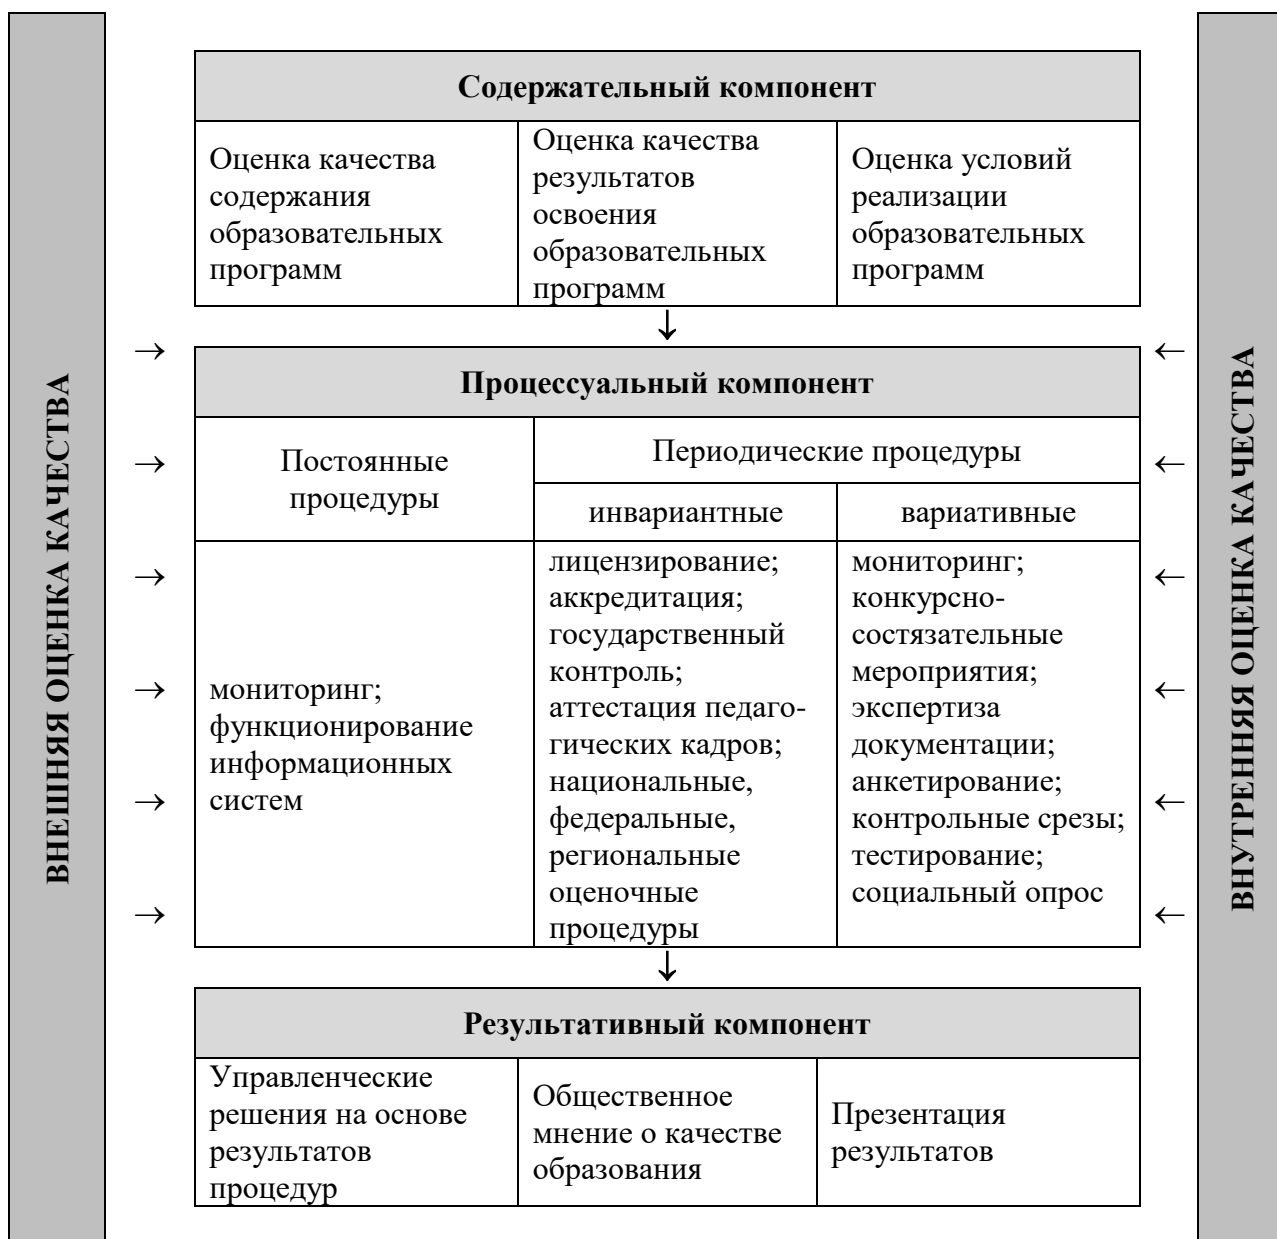 ВНЕШНЯЯ ОЦЕНКА КАЧЕСТВА
Содержательный компонент
Оценка качества
содержания
образовательных
программ
Оценка качества
результатов
освоения
образовательных
программ
Оценка условий
реализации
образовательных
программ
↓
→ → → → → →
Процессуальный компонент
Постоянные
процедуры
Периодические процедуры
инвариантные
вариативные
мониторинг;
функционирование
информационных
систем
лицензирование;
аккредитация;
государственный
контроль;
аттестация педаго-
гических кадров;
национальные,
федеральные,
региональные
оценочные
процедуры
мониторинг;
конкурсно-
состязательные
мероприятия;
экспертиза
документации;
анкетирование;
контрольные срезы;
тестирование;
социальный опрос
← ← ← ← ← ←
↓
Результативный компонент
Управленческие
решения на основе
результатов
процедур
Общественное
мнение о качестве
образования
Презентация
результатов
ВНУТРЕННЯЯ ОЦЕНКА КАЧЕСТВА